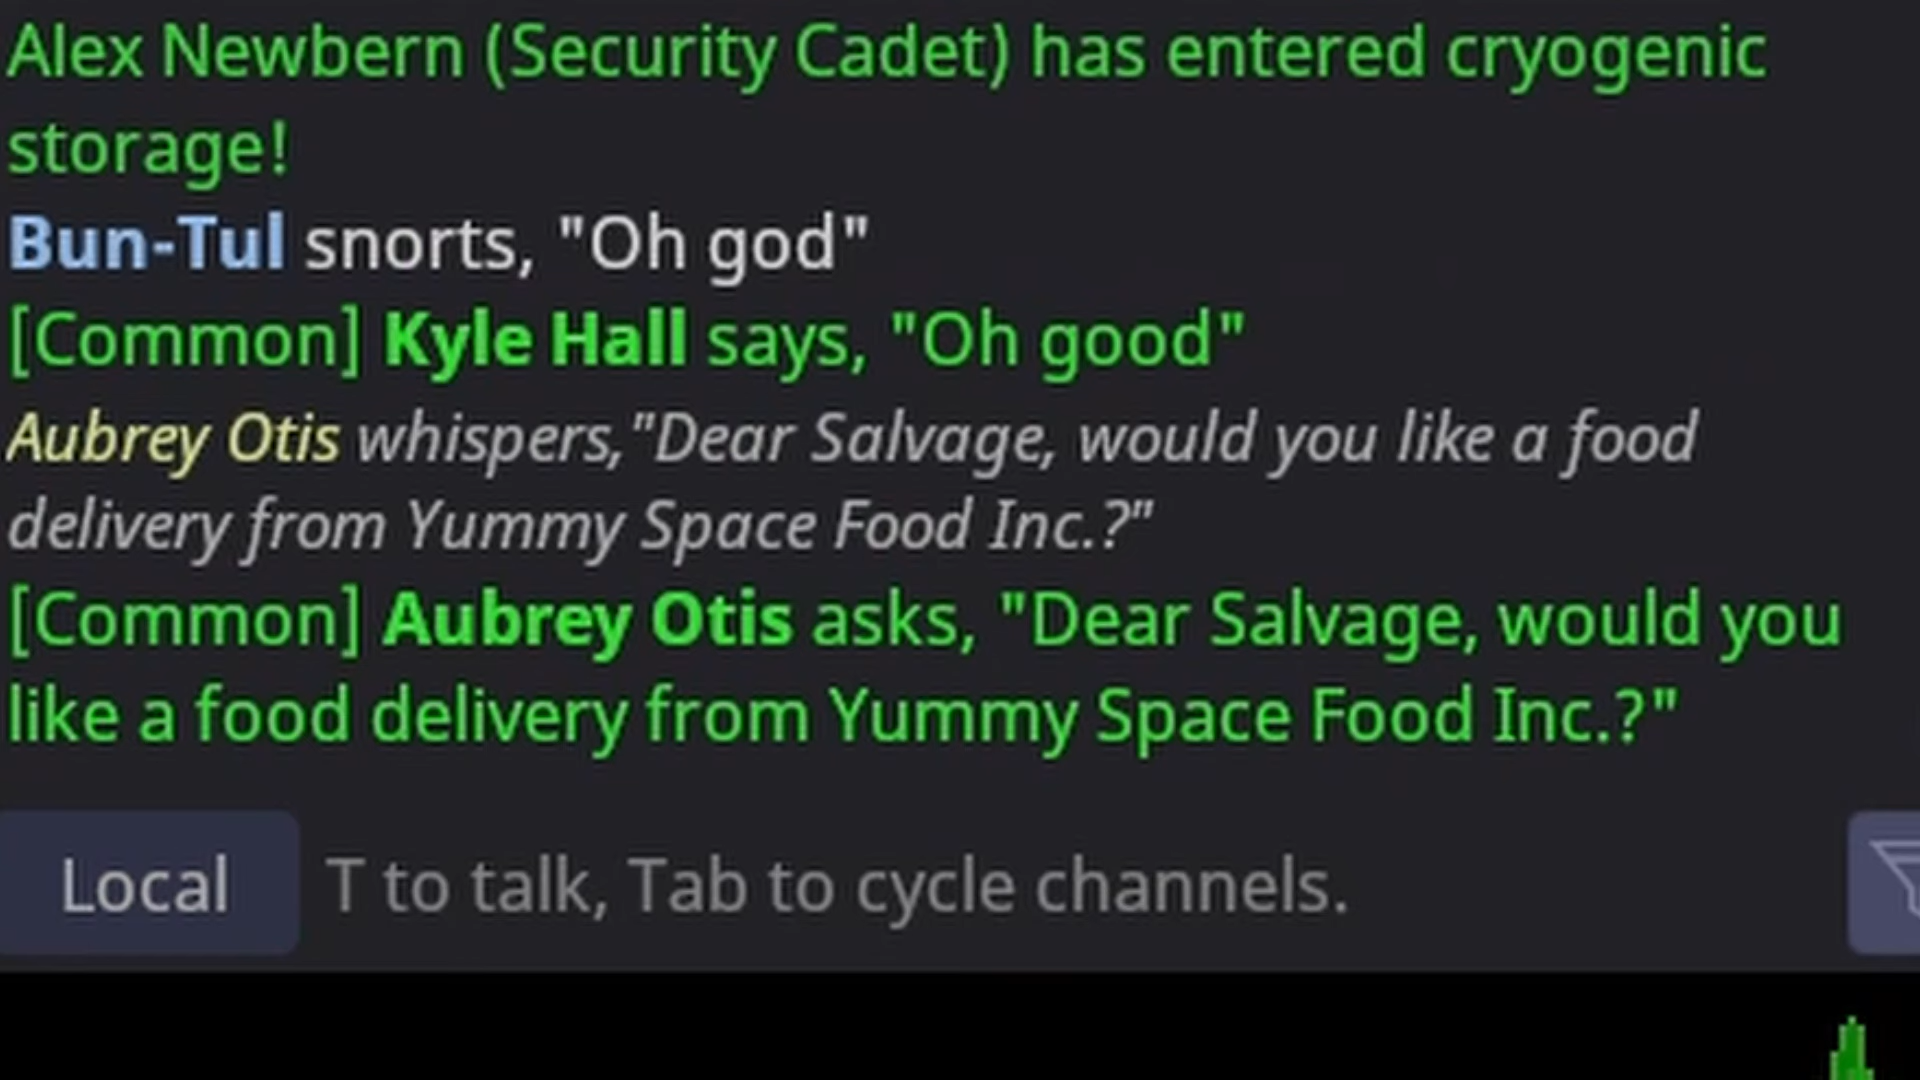 Alex Newbern (Security Cadet) has entered cryogenic
storage!
Bun-Tul snorts, "Oh god"
[Common] Kyle Hall says, "Oh good"
Aubrey Otis whispers,"Dear Salvage, would you like a food
delivery from Yummy Space Food Inc.?"
[Common] Aubrey Otis asks, "Dear Salvage, would you
like a food delivery from Yummy Space Food Inc.?"
Local T to talk, Tab to cycle channels.